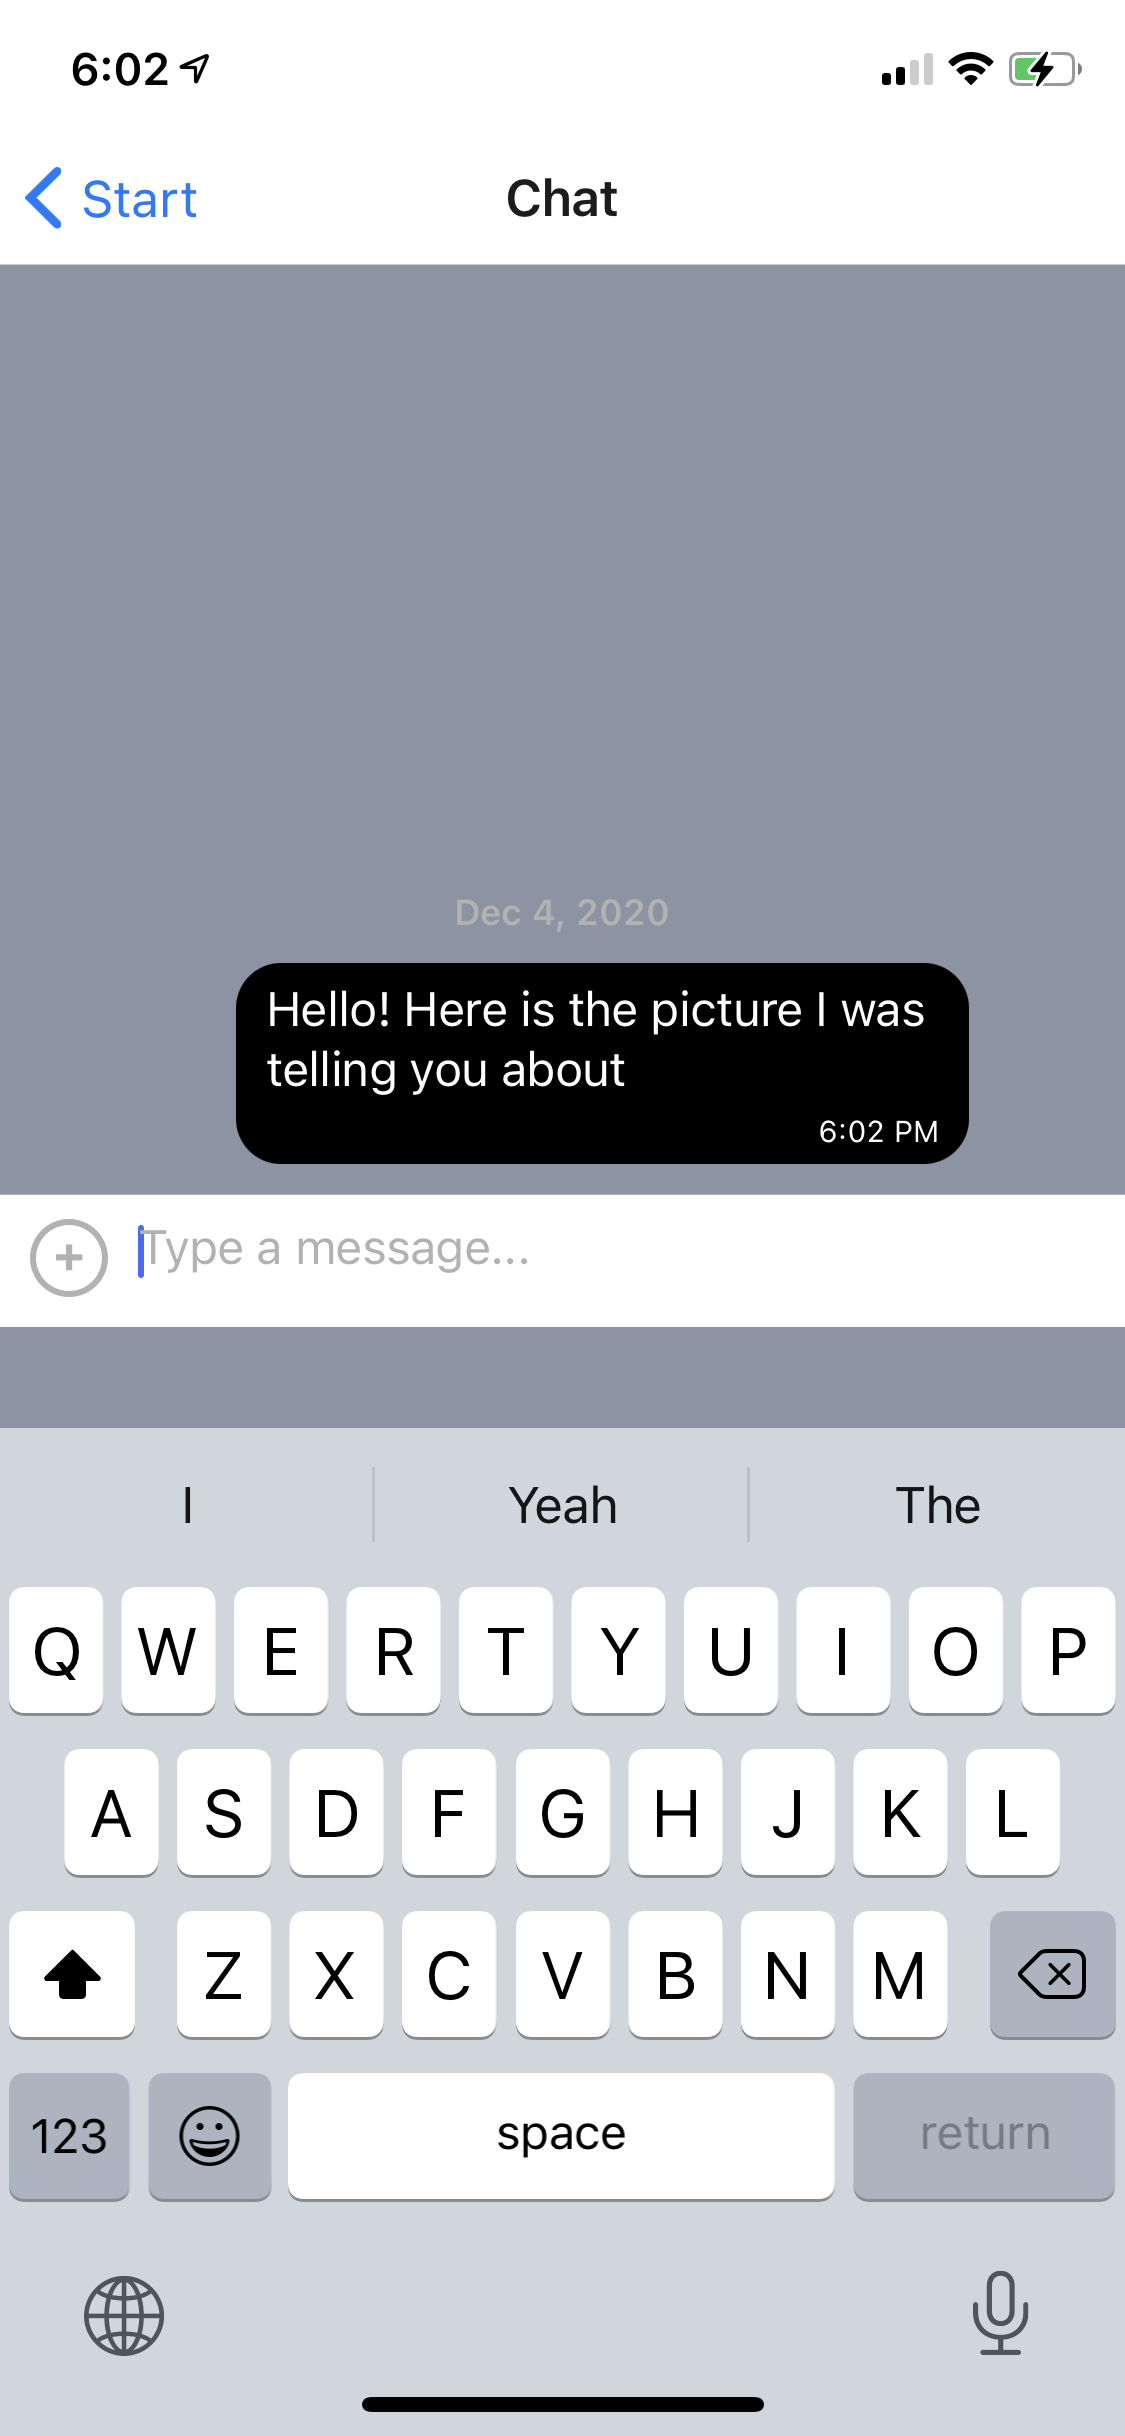 6:02
Start
Chat
Dec 4, 2020
Hello! Here is the picture I was
telling you about
6:02 PM
Type a message...
I Yeah The
Q W E R T Y U I O P
A S D F G H J K L
Z X C V B N M
123 space return